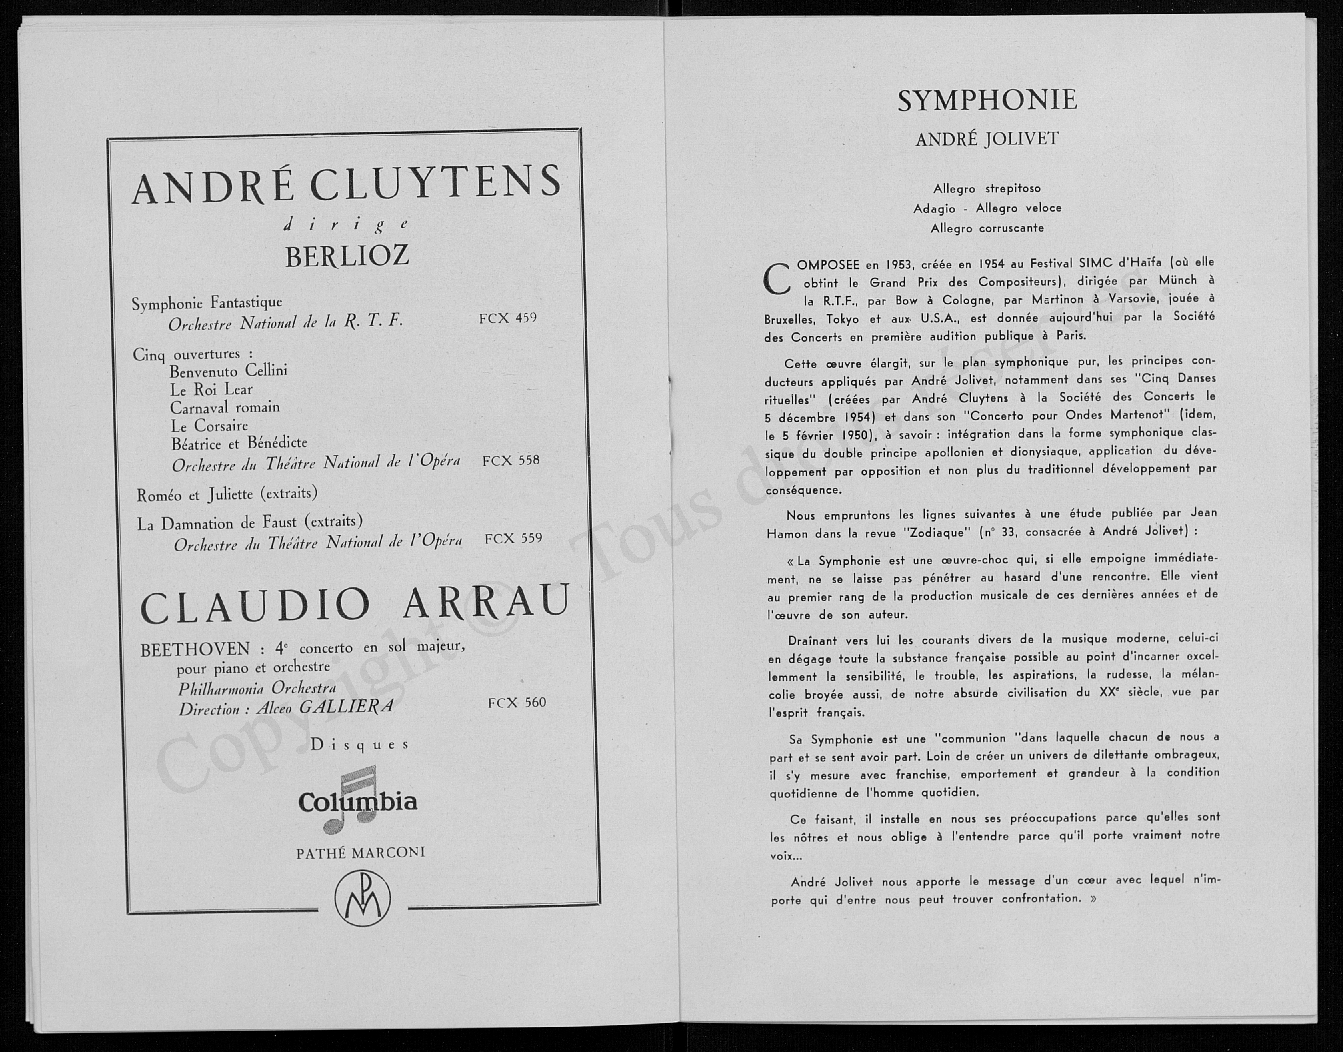 ANDRÉ CLUYTENS
dirige
BERLIOZ
Symphonie Fantastique
Orchestre National de la R. T. F. FCX 459
Cinq ouvertures :
Benvenuto Cellini
Le Roi Lear
Carnaval romain
Le Corsaire
Béatrice et Bénédicte
Orchestre du Théâtre National de l'Opéra FCX 558
Roméo et Juliette (extraits)
La Damnation de Faust (extraits)
Orchestre du Théâtre National de l'Opéra FCX 559
CLAUDIO ARRAU
BEETHOVEN : 4e concerto en sol majeur,
pour piano et orchestre
Philharmonia Orchestra
Direction : Alceo GALLIERA FCX 560
Disques
Columbia
PATHÉ MARCONI
PM
SYMPHONIE
ANDRÉ JOLIVET
Allegro strepitoso
Adagio - Allegro veloce
Allegro corruscante
COMPOSEE en 1953, créée en 1954 au Festival SIMC d'Haïfa (où elle
obtint le Grand Prix des Compositeurs), dirigée par Münch à
la R.T.F., par Bow à Cologne, par Martinon à Varsovie, jouée à
Bruxelles, Tokyo et aux U.S.A., est donnée aujourd'hui par la Société
des Concerts en première audition publique à Paris.
Cette œuvre élargit, sur le plan symphonique pur, les principes con-
ducteurs appliqués par André Jolivet, notamment dans ses "Cinq Danses
rituelles" (créées par André Cluytens à la Société des Concerts le
5 décembre 1954) et dans son "Concerto pour Ondes Martenot" (idem,
le 5 février 1950), à savoir : intégration dans la forme symphonique clas-
sique du double principe apollonien et dionysiaque, application du déve-
loppement par opposition et non plus du traditionnel développement par
conséquence.
Nous empruntons les lignes suivantes à une étude publiée par Jean
Hamon dans la revue "Zodiaque" (n° 33, consacrée à André Jolivet) :
« La Symphonie est une œuvre-choc qui, si elle empoigne immédiate-
ment, ne se laisse pas pénétrer au hasard d'une rencontre. Elle vient
au premier rang de la production musicale de ces dernières années et de
l'œuvre de son auteur.
Drainant vers lui les courants divers de la musique moderne, celui-ci
en dégage toute la substance française possible au point d'incarner excel-
lemment la sensibilité, le trouble, les aspirations, la rudesse, la mélan-
colie broyée aussi, de notre absurde civilisation du XXe siècle, vue par
l'esprit français.
Sa Symphonie est une "communion "dans laquelle chacun de nous a
part et se sent avoir part. Loin de créer un univers de dilettante ombrageux,
il s'y mesure avec franchise, emportement et grandeur à la condition
quotidienne de l'homme quotidien.
Ce faisant, il installe en nous ses préoccupations parce qu'elles sont
les nôtres et nous oblige à l'entendre parce qu'il porte vraiment notre
voix...
André Jolivet nous apporte le message d'un cœur avec lequel n'im-
porte qui d'entre nous peut trouver confrontation. »
Copyright © Tous droits réservés.